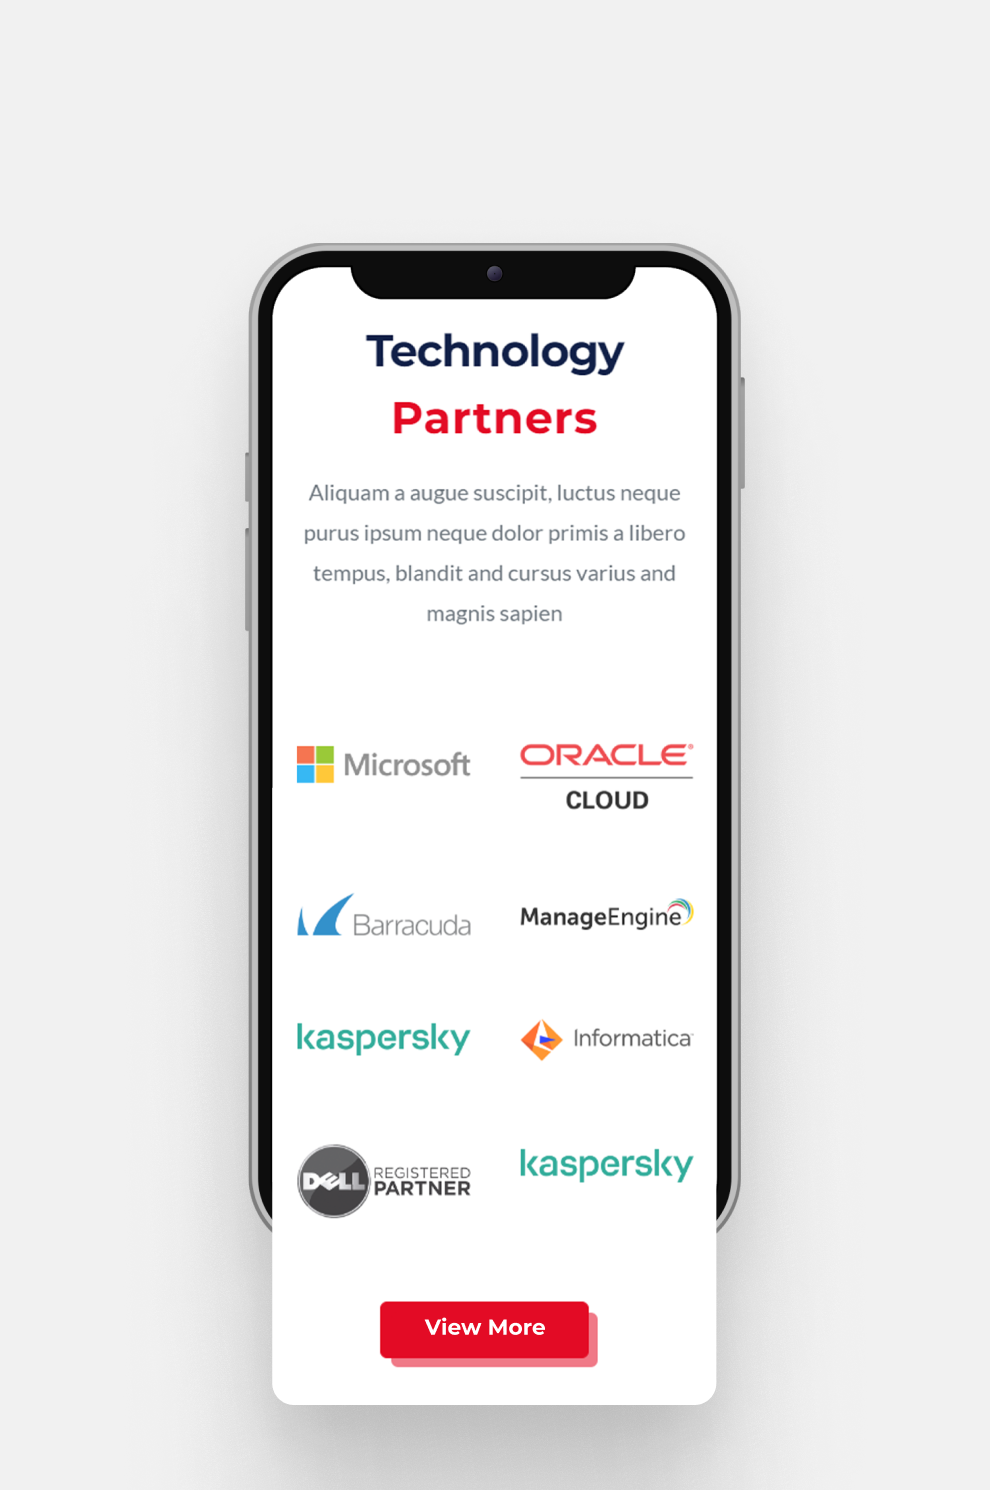 Technology
Partners
Aliquam a augue suscipit, luctus neque
purus ipsum neque dolor primis a libero
tempus, blandit and cursus varius and
magnis sapien
Microsoft
ORACLE®
CLOUD
Barracuda
ManageEngine
kaspersky
Informatica
DELL
REGISTERED
PARTNER
kaspersky
View More